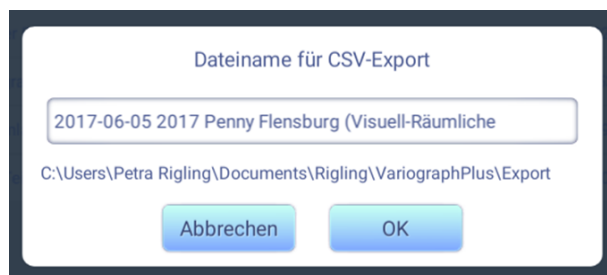 Dateiname für CSV-Export
2017-06-05 2017 Penny Flensburg (Visuell-Räumliche
C:\Users\Petra Rigling\Documents\Rigling\VariographPlus\Export
Abbrechen OK